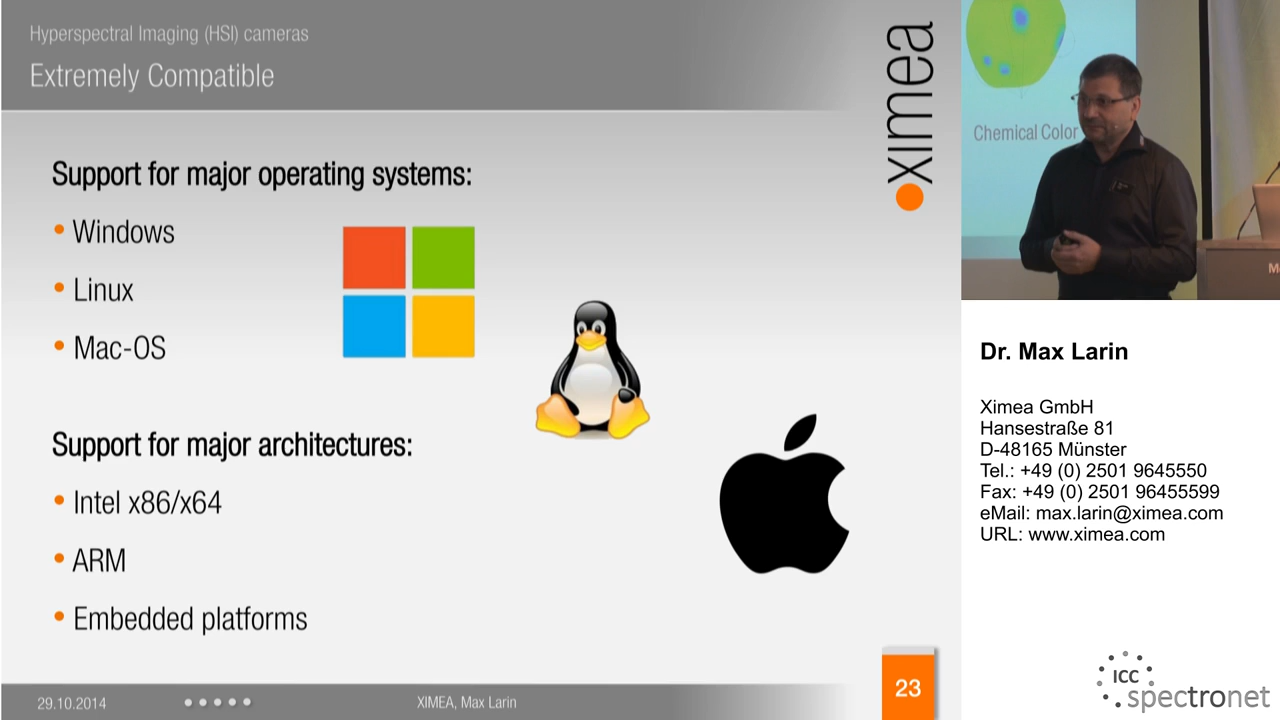 Hyperspectral Imaging (HSI) cameras
Extremely Compatible
ximea
Support for major operating systems:
• Windows
• Linux
• Mac-OS
Support for major architectures:
• Intel x86/x64
• ARM
• Embedded platforms
29.10.2014
XIMEA, Max Larin
23
Chemical Color
Dr. Max Larin
Ximea GmbH
Hansestraße 81
D-48165 Münster
Tel.: +49 (0) 2501 9645550
Fax: +49 (0) 2501 96455599
eMail: max.larin@ximea.com
URL: www.ximea.com
ICC
spectronet